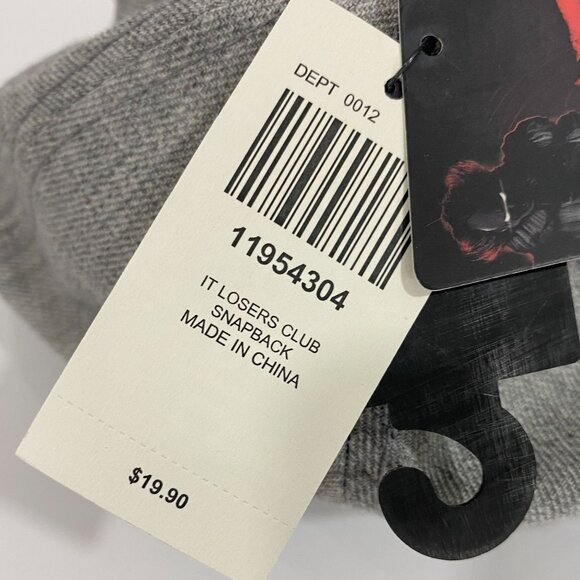 DEPT 0012
11954304
IT LOSERS CLUB
SNAPBACK
MADE IN CHINA
$19.90